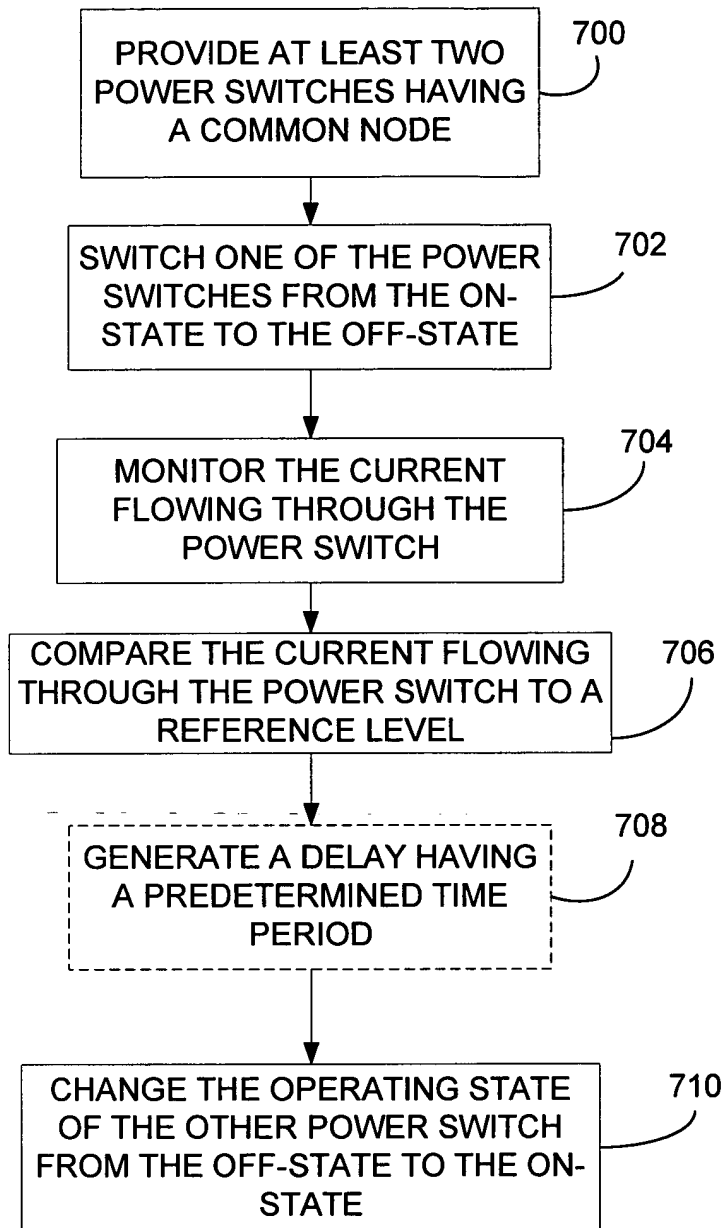 PROVIDE AT LEAST TWO
POWER SWITCHES HAVING
A COMMON NODE
700
SWITCH ONE OF THE POWER
SWITCHES FROM THE ON-
STATE TO THE OFF-STATE
702
MONITOR THE CURRENT
FLOWING THROUGH THE
POWER SWITCH
704
COMPARE THE CURRENT FLOWING
THROUGH THE POWER SWITCH TO A
REFERENCE LEVEL
706
GENERATE A DELAY HAVING
A PREDETERMINED TIME
PERIOD
708
CHANGE THE OPERATING STATE
OF THE OTHER POWER SWITCH
FROM THE OFF-STATE TO THE ON-
STATE
710